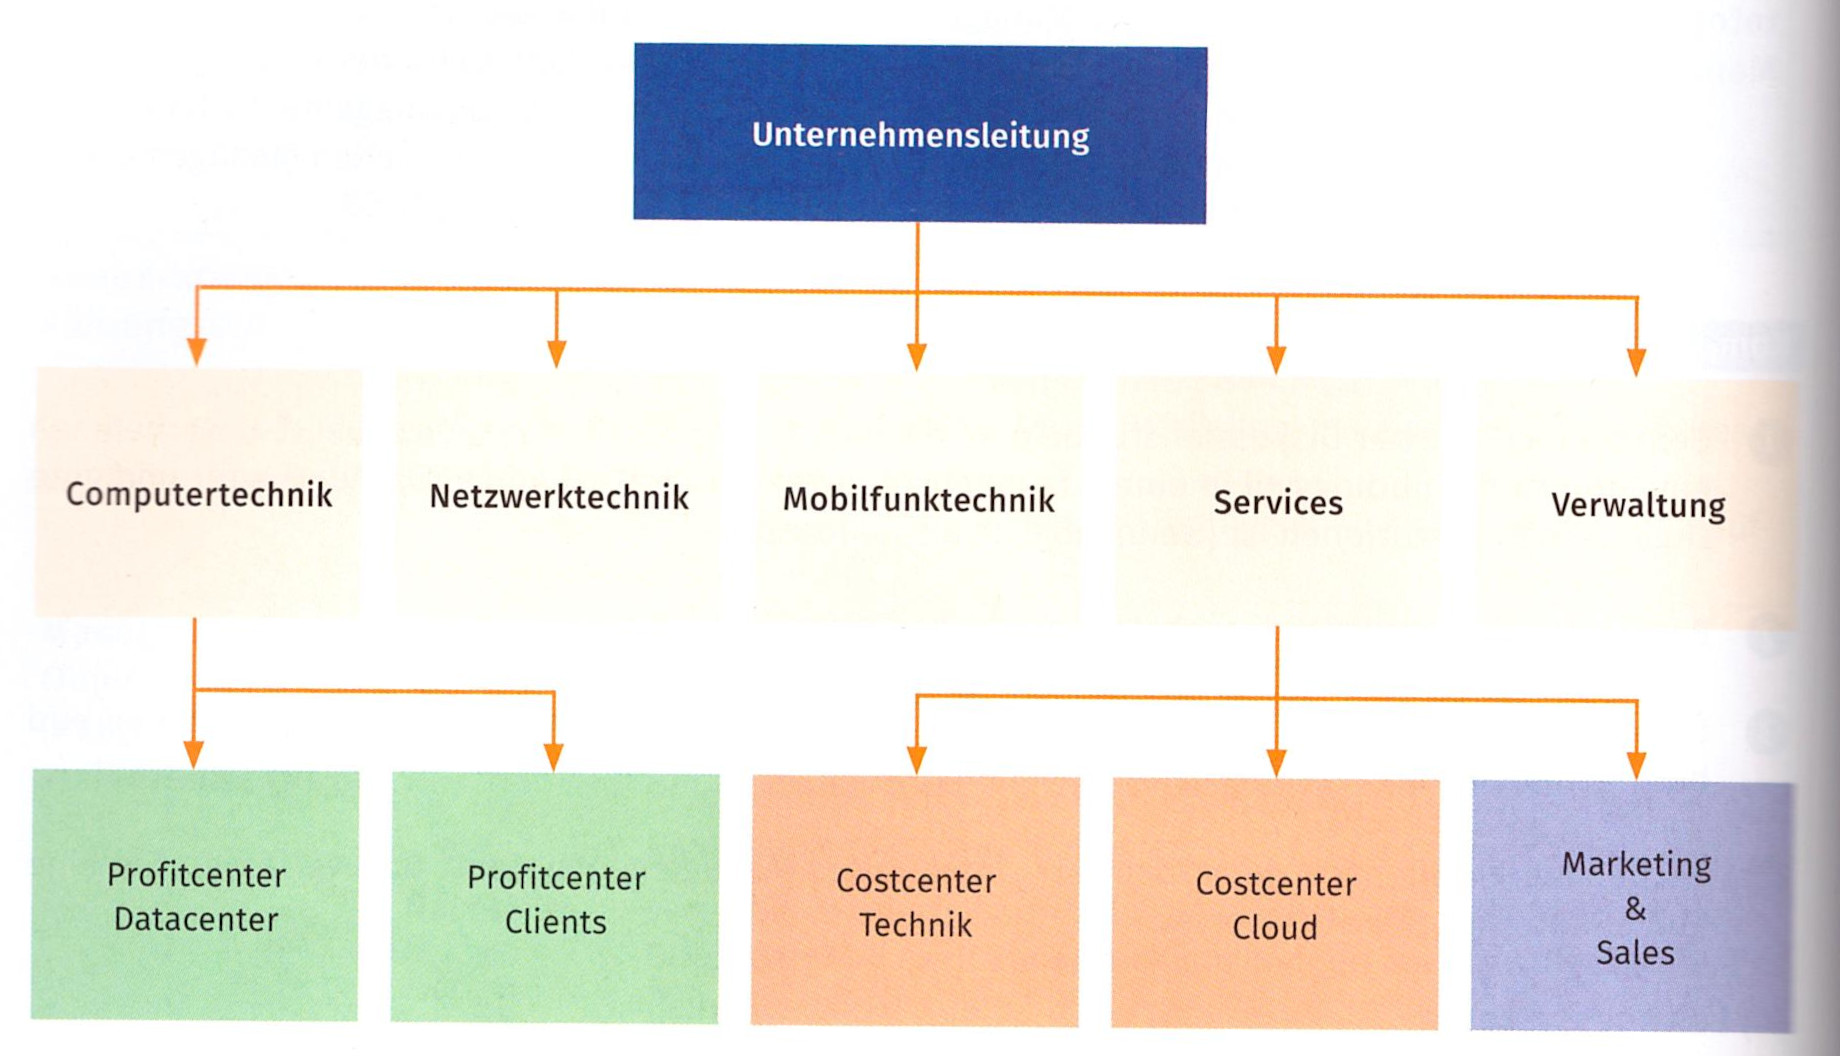 Unternehmensleitung
Computertechnik
Netzwerktechnik
Mobilfunktechnik
Services
Verwaltung
Profitcenter
Datacenter
Profitcenter
Clients
Costcenter
Technik
Costcenter
Cloud
Marketing
&
Sales